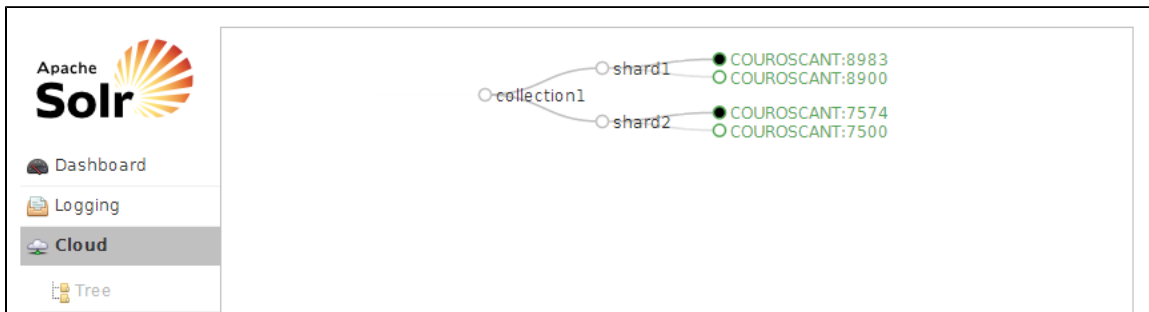 Apache
Solr
Dashboard
Logging
Cloud
Tree
collection1
shard1
COUROSCANT:8983
COUROSCANT:8900
shard2
COUROSCANT:7574
COUROSCANT:7500